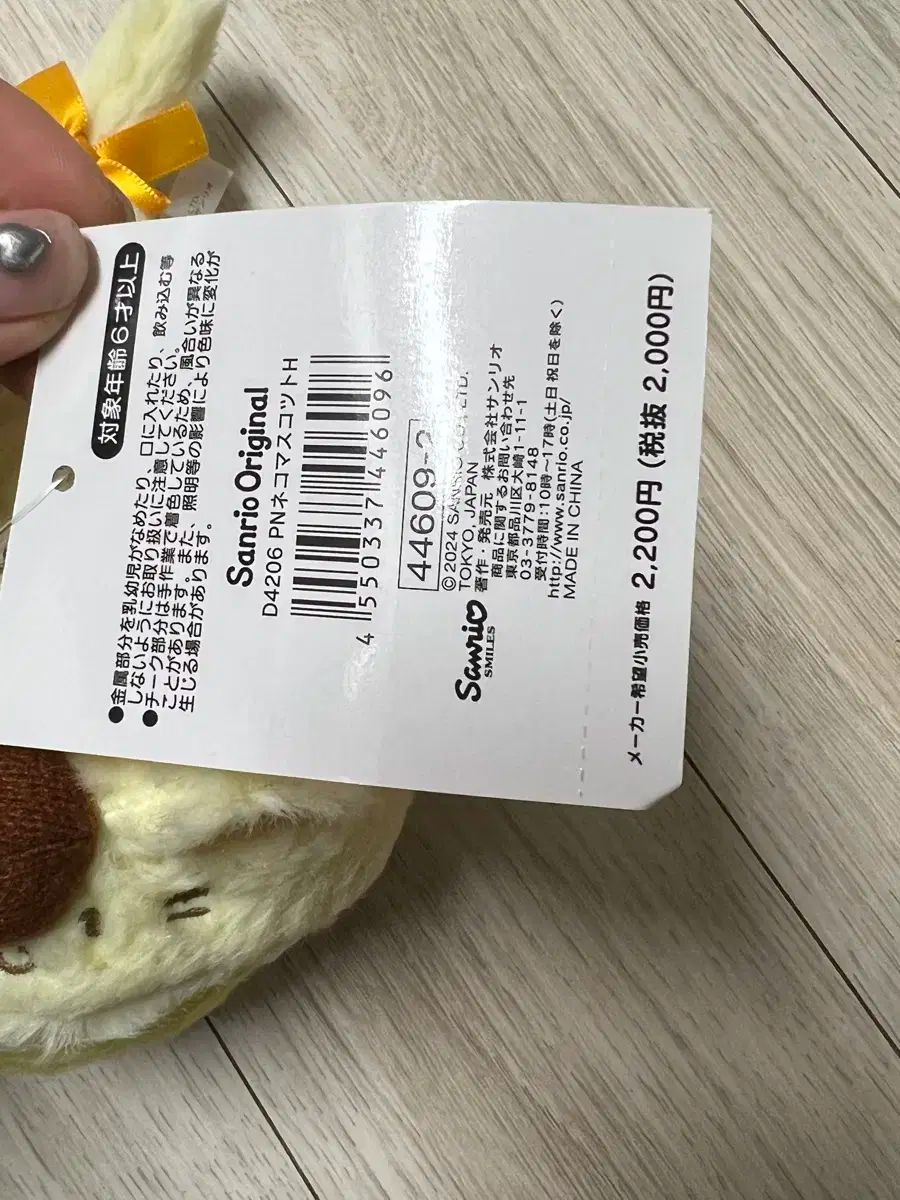 対象年齢6才以上
●金属部分を乳幼児がなめたり、口に入れたり、飲み込む等
しないようにお取り扱いに注意してください。
●チーク部分は手作業で着色しているため、風合いが異なる
ことがあります。また、照明等の影響により色味に変化が
生じる場合があります。
Sanrio Original
D4206 PNネコマスコットH
4 550337 446096
44609-2
©2024 SANRIO CO., LTD.
TOKYO, JAPAN
著作・発売元 株式会社サンリオ
商品に関するお問い合わせ先
東京都品川区大崎1-11-1
03-3779-8148
受付時間:10時〜17時(土日祝日を除く)
http://www.sanrio.co.jp/
MADE IN CHINA
Sanrio
SMILES
メーカー希望小売価格 2,200円(税抜 2,000円)